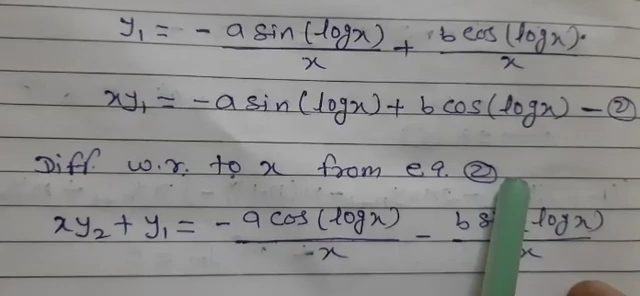 y₁ = - a sin(logx)/x + b cos(logx)/x
xy₁ = -a sin(logx) + b cos(logx) - ②
Diff. w.r. to x from eq. ②
xy₂ + y₁ = - a cos(logx)/x - b s (logx)/x